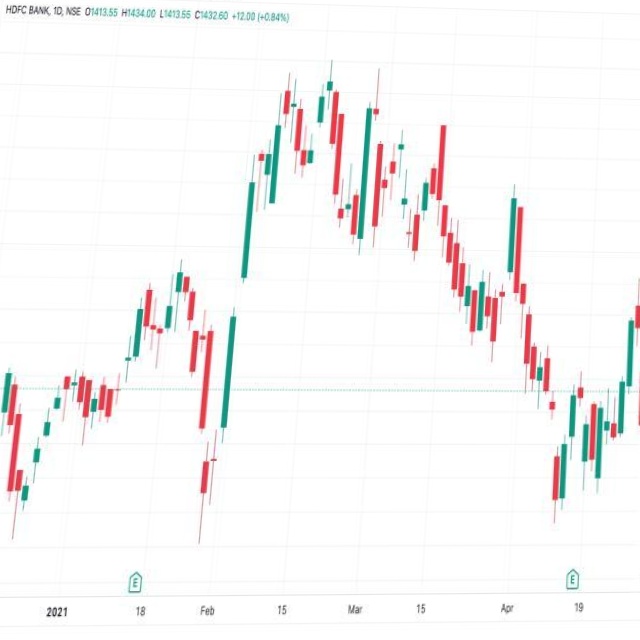 HDFC BANK, 1D, NSE O1413.55 H1434.00 L1413.55 C1432.60 +12.00 (+0.84%)
E E
2021 18 Feb 15 Mar 15 Apr 19